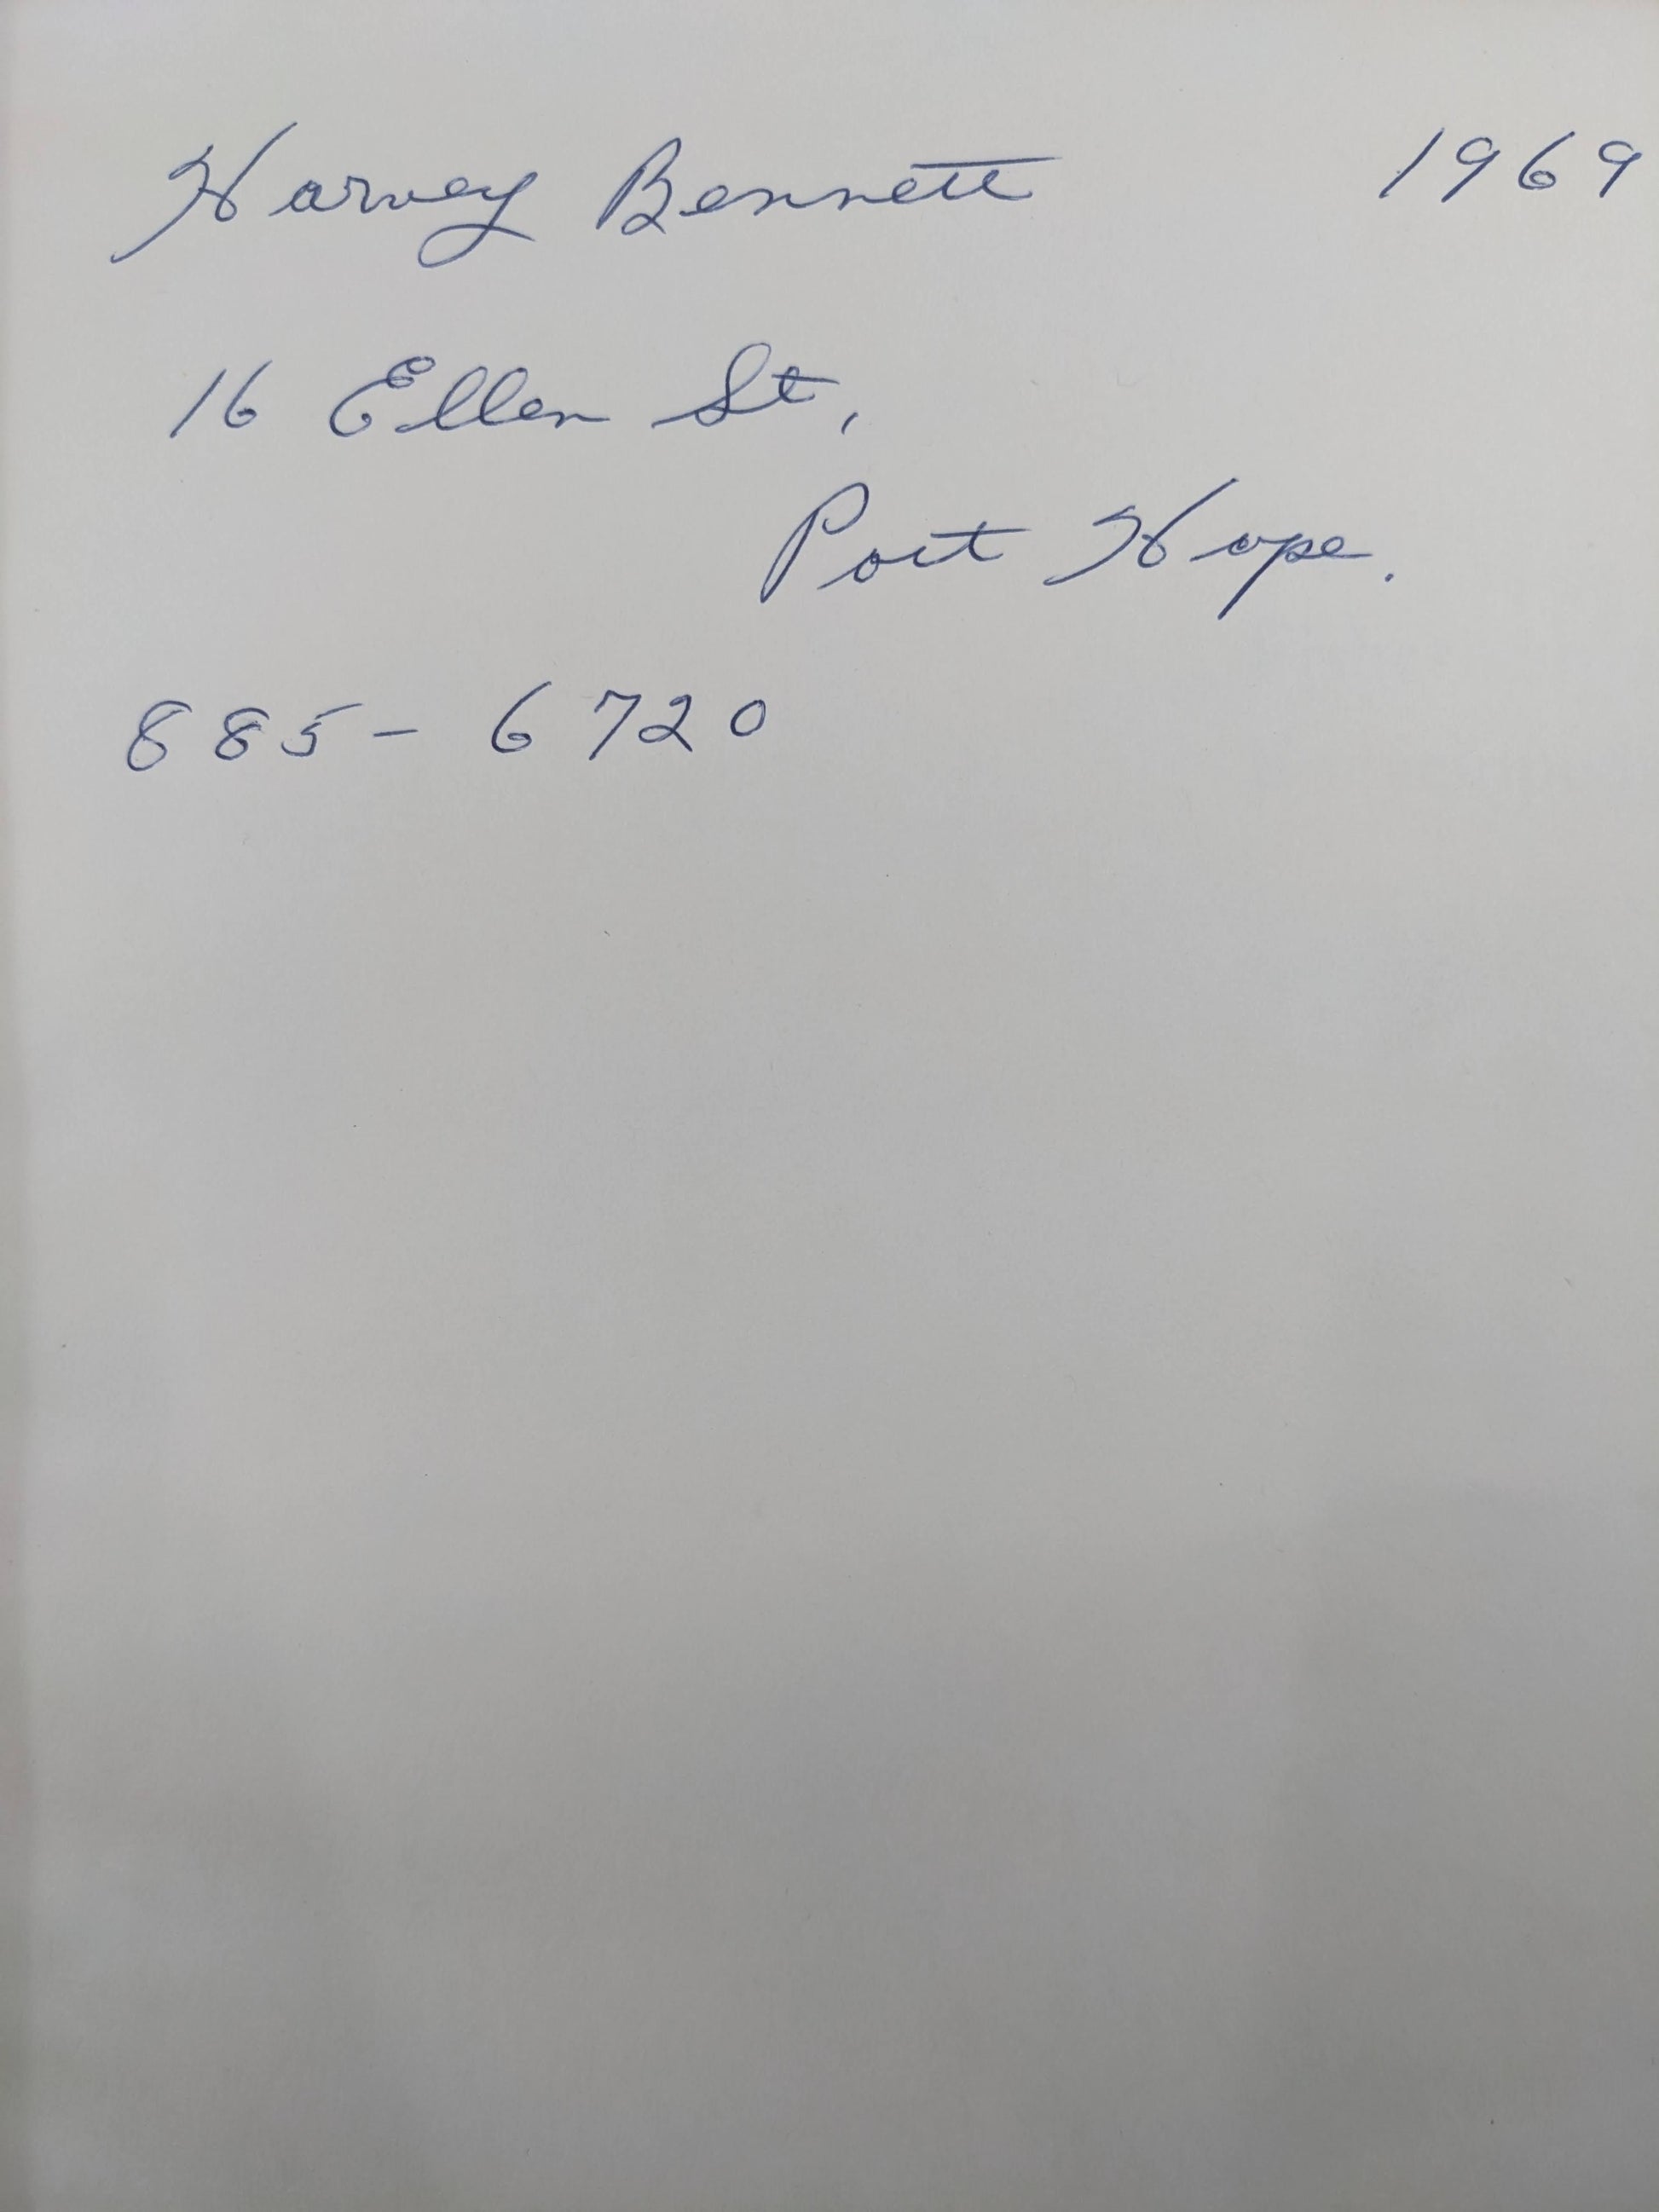 Harvey Bennett 1969
16 Ellen St,
Port Hope.
885-6720